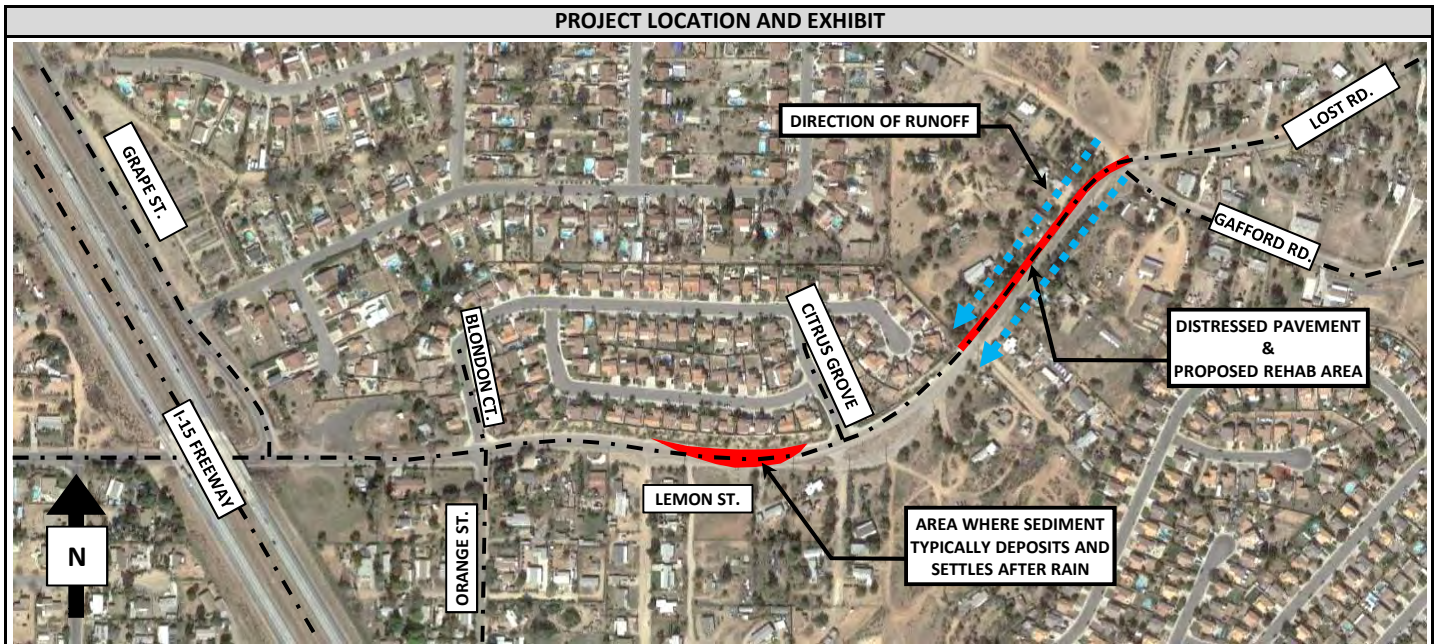 PROJECT LOCATION AND EXHIBIT
GRAPE ST.
I-15 FREEWAY
N
BLONDON CT.
ORANGE ST.
LEMON ST.
CITRUS GROVE
DIRECTION OF RUNOFF
LOST RD.
GAFFORD RD.
DISTRESSED PAVEMENT
&
PROPOSED REHAB AREA
AREA WHERE SEDIMENT
TYPICALLY DEPOSITS AND
SETTLES AFTER RAIN